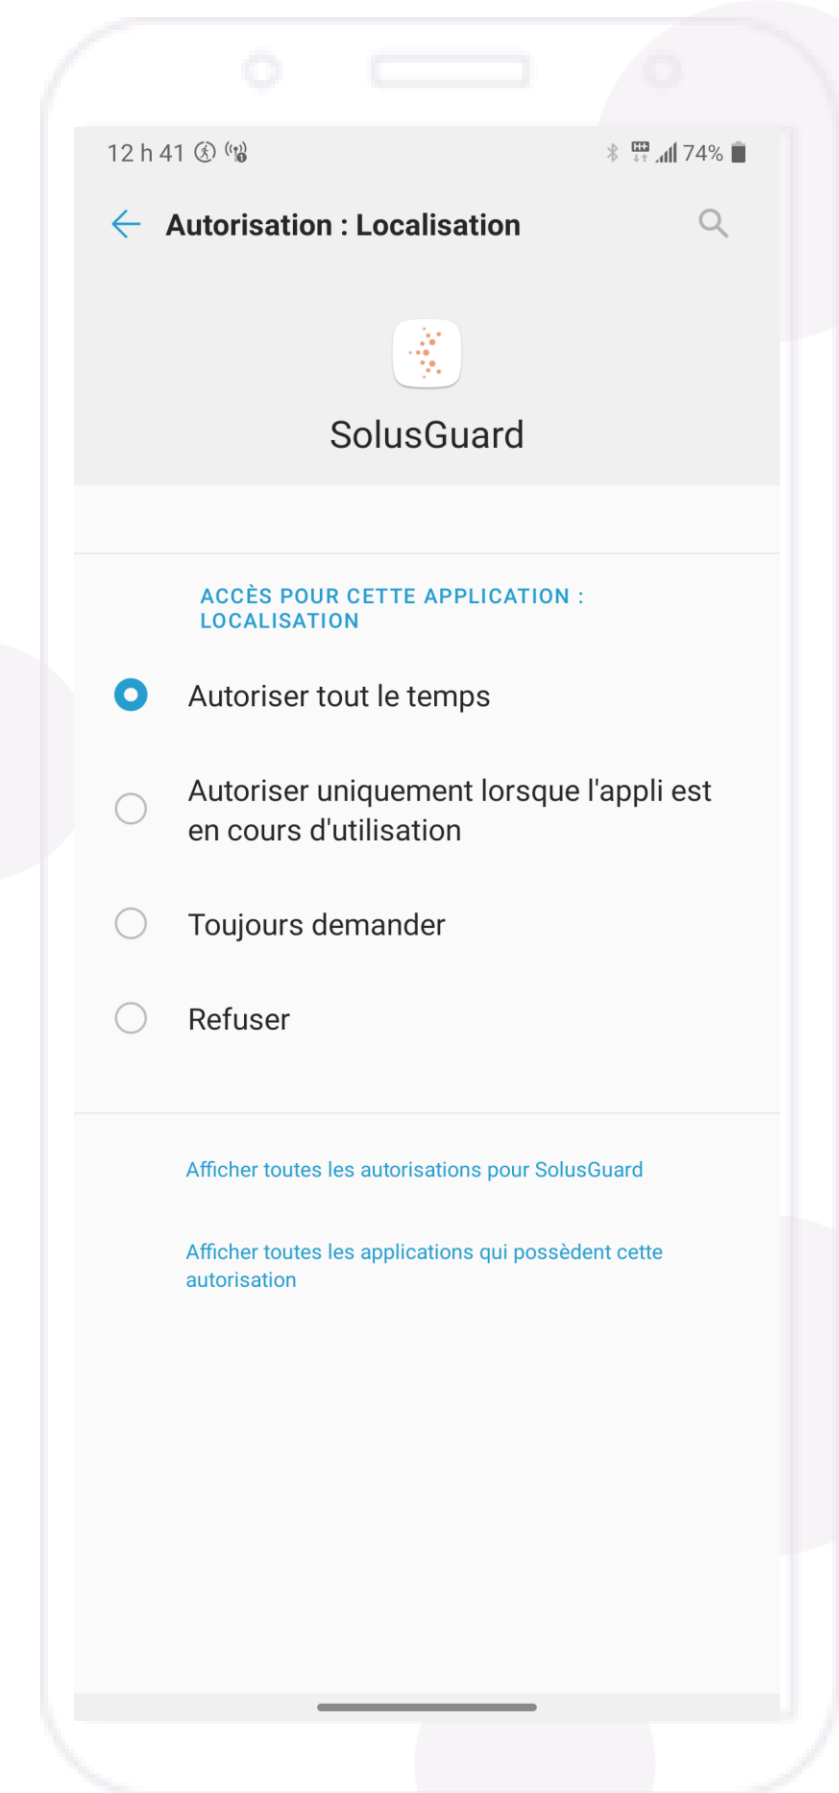 12 h 41
74%
Autorisation : Localisation
SolusGuard
ACCÈS POUR CETTE APPLICATION :
LOCALISATION
Autoriser tout le temps
Autoriser uniquement lorsque l'appli est
en cours d'utilisation
Toujours demander
Refuser
Afficher toutes les autorisations pour SolusGuard
Afficher toutes les applications qui possèdent cette
autorisation